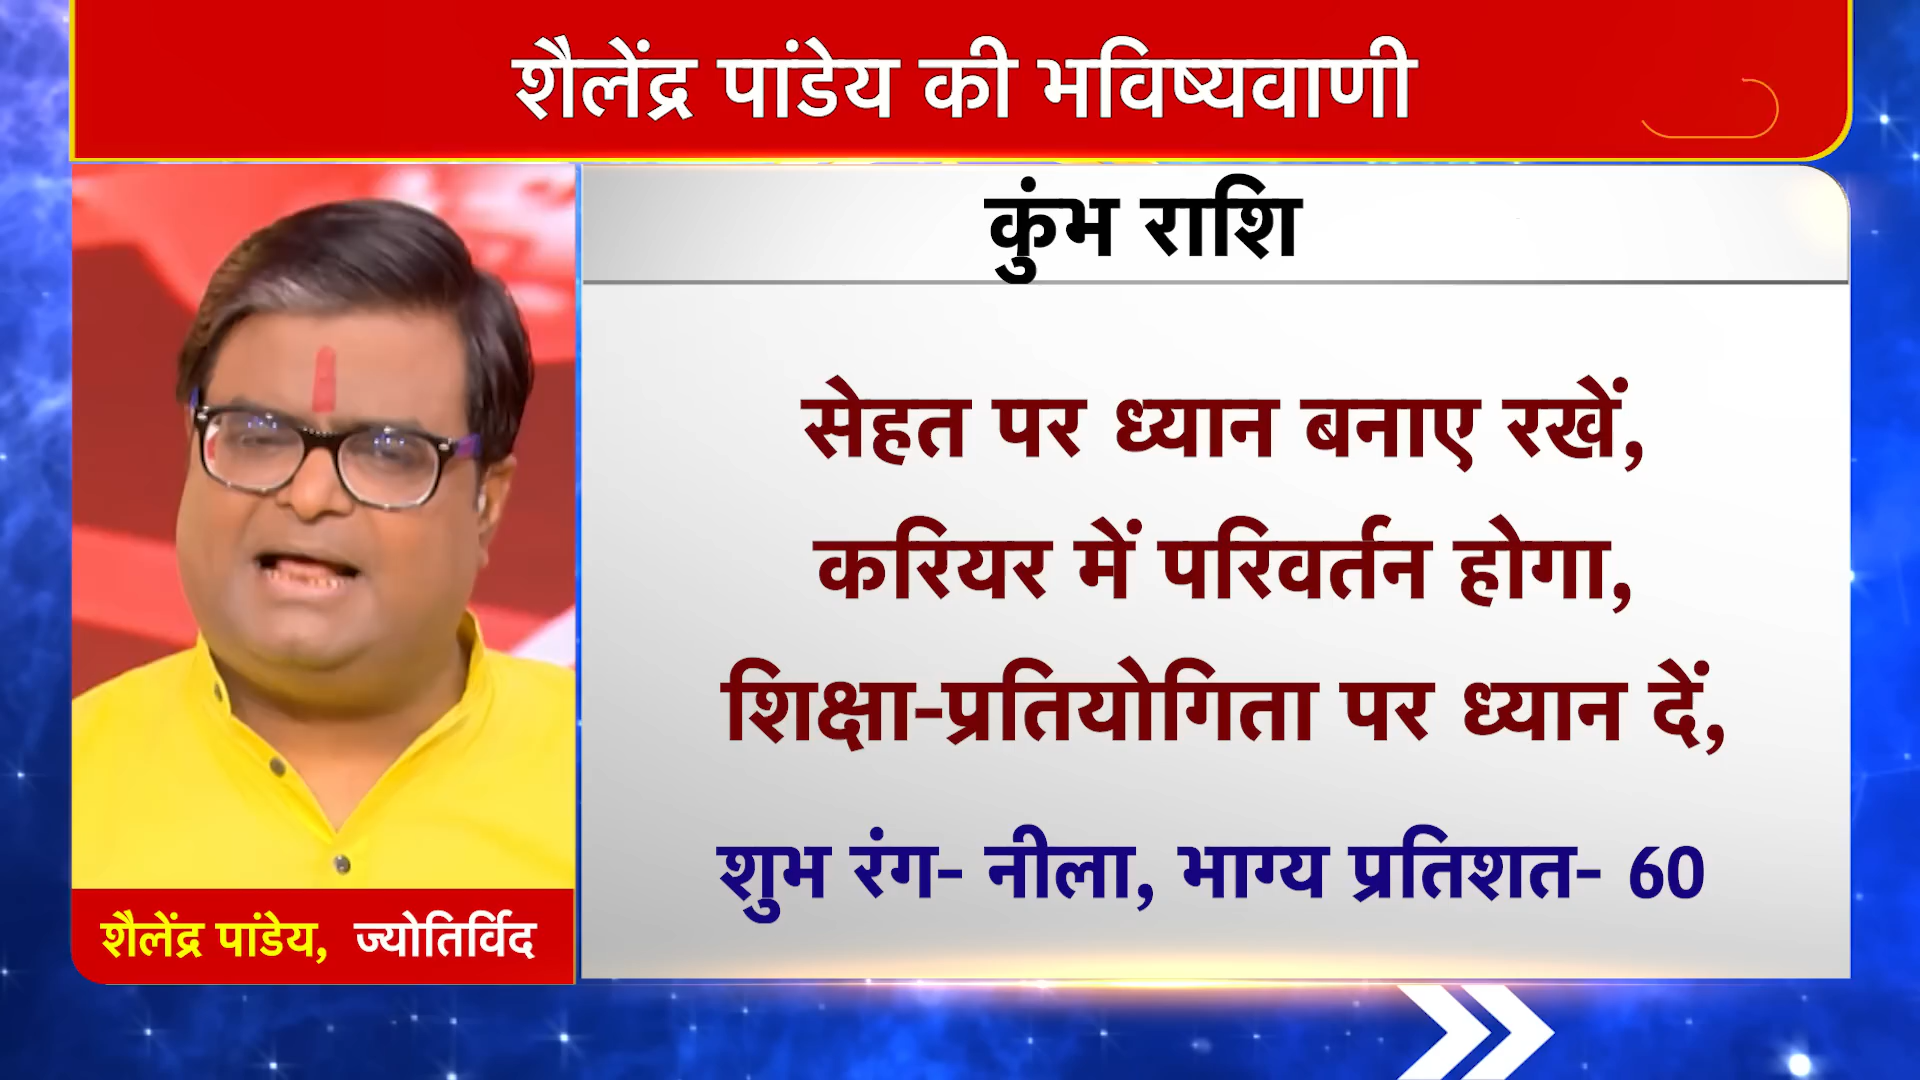 शैलेंद्र पांडेय की भविष्यवाणी
कुंभ राशि
सेहत पर ध्यान बनाए रखें,
करियर में परिवर्तन होगा,
शिक्षा-प्रतियोगिता पर ध्यान दें,
शुभ रंग- नीला, भाग्य प्रतिशत- 60
शैलेंद्र पांडेय, ज्योतिर्विद